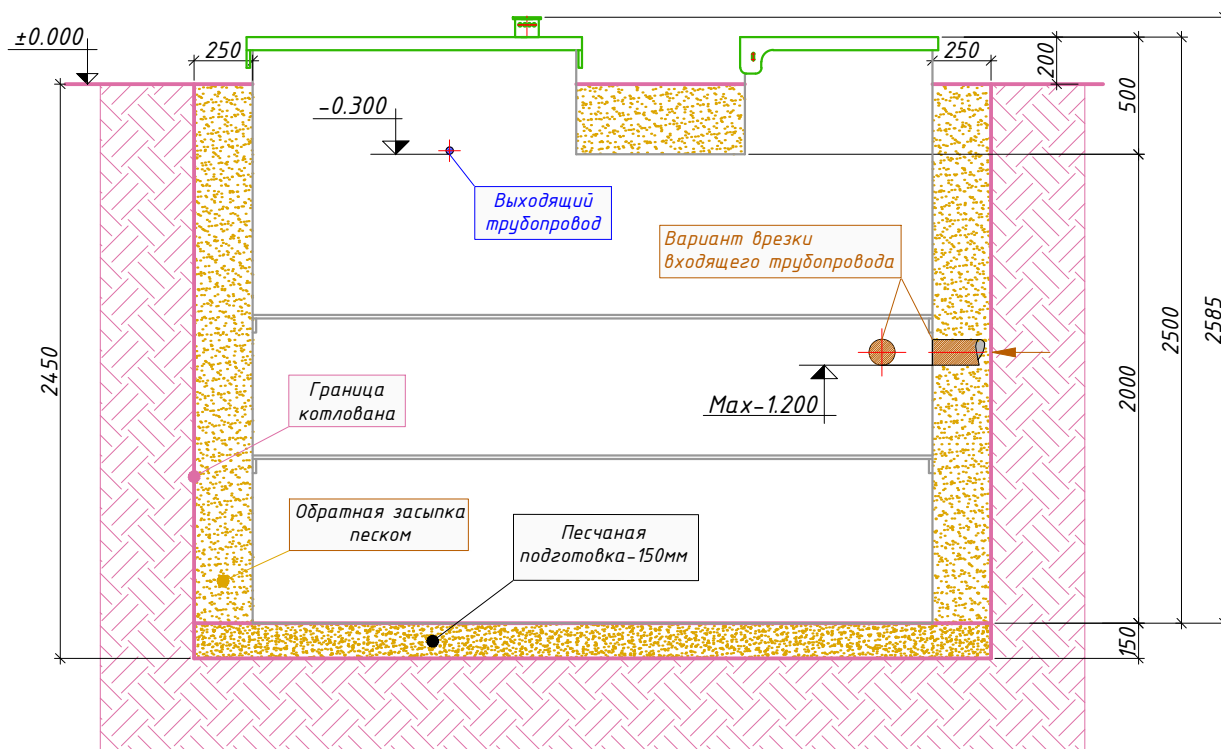 ±0.000
250
250
200
500
-0.300
Выходящий
трубопровод
Вариант врезки
входящего трубопровода
2585
2500
2450
2000
Граница
котлована
Max-1.200
Обратная засыпка
песком
Песчаная
подготовка-150мм
150